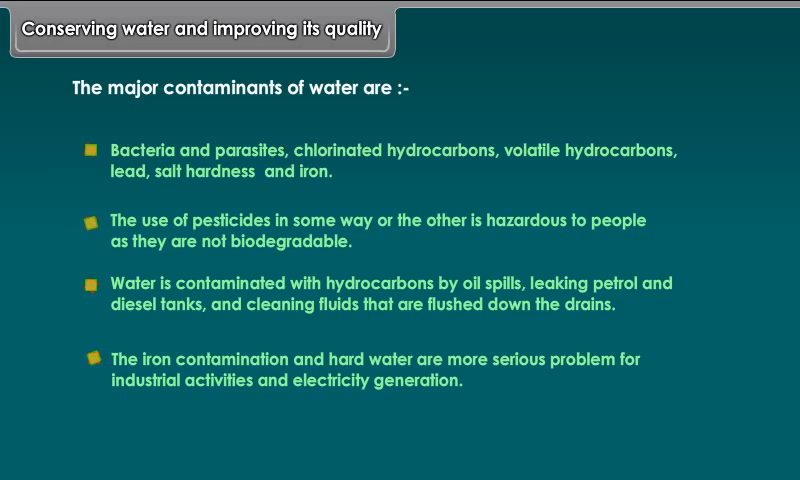 Conserving water and improving its quality
The major contaminants of water are :-
Bacteria and parasites, chlorinated hydrocarbons, volatile hydrocarbons,
lead, salt hardness  and iron.
The use of pesticides in some way or the other is hazardous to people
as they are not biodegradable.
Water is contaminated with hydrocarbons by oil spills, leaking petrol and
diesel tanks, and cleaning fluids that are flushed down the drains.
The iron contamination and hard water are more serious problem for
industrial activities and electricity generation.